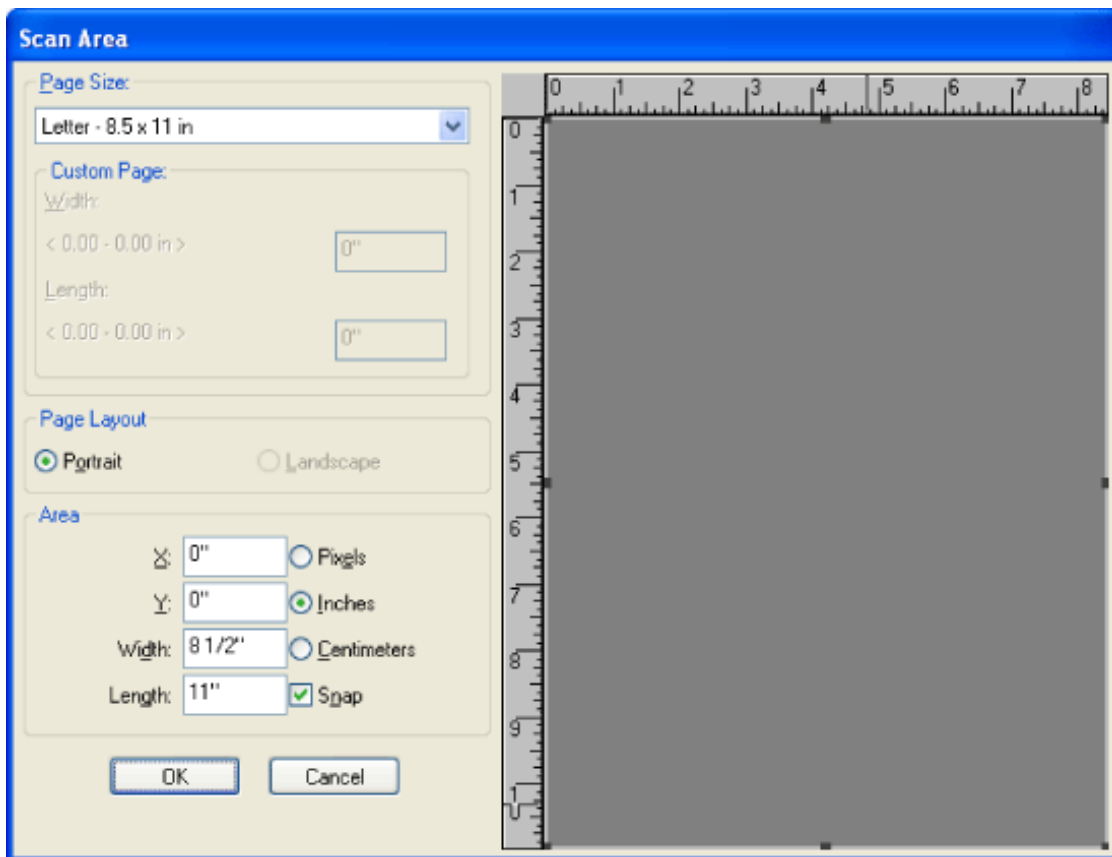 Scan Area
Page Size:
Letter - 8.5 x 11 in
Custom Page:
Width:
< 0.00 - 0.00 in >
0"
Length:
< 0.00 - 0.00 in >
0"
Page Layout
Portrait
Landscape
Area
X: 0" Pixels
Y: 0" Inches
Width: 8 1/2" Centimeters
Length: 11" Snap
OK Cancel
0 1 2 3 4 5 6 7 8
0
1
2
3
4
5
6
7
8
9
10